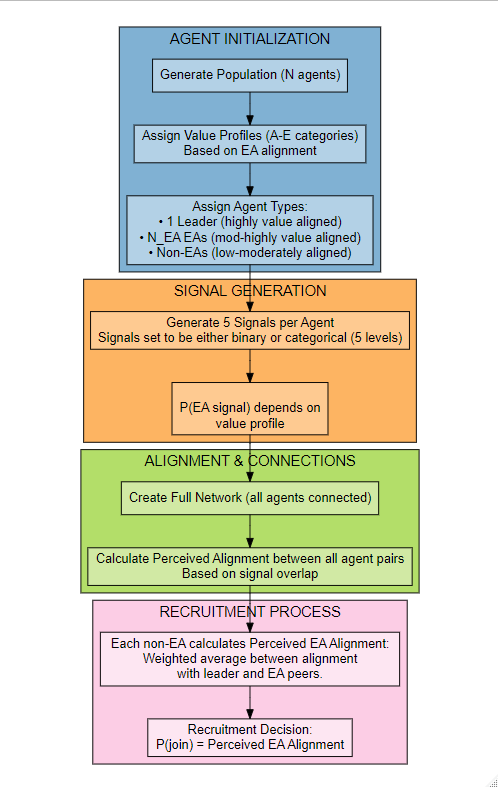 AGENT INITIALIZATION
Generate Population (N agents)
Assign Value Profiles (A-E categories)
Based on EA alignment
Assign Agent Types:
• 1 Leader (highly value aligned)
• N_EA EAs (mod-highly value aligned)
• Non-EAs (low-moderately aligned)
SIGNAL GENERATION
Generate 5 Signals per Agent
Signals set to be either binary or categorical (5 levels)
P(EA signal) depends on
value profile
ALIGNMENT & CONNECTIONS
Create Full Network (all agents connected)
Calculate Perceived Alignment between all agent pairs
Based on signal overlap
RECRUITMENT PROCESS
Each non-EA calculates Perceived EA Alignment:
Weighted average between alignment
with leader and EA peers.
Recruitment Decision:
P(join) = Perceived EA Alignment